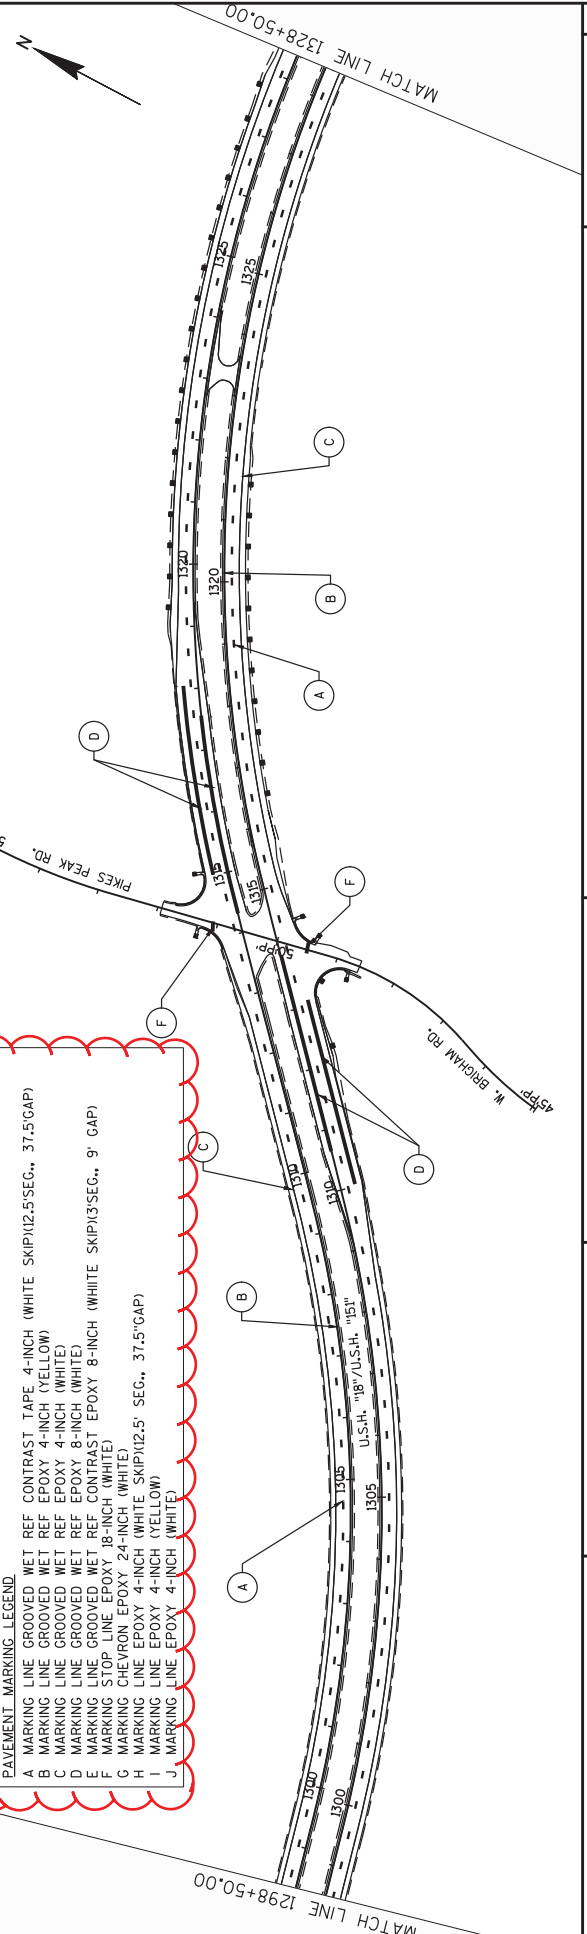 N
MATCH LINE 1328+50.00
1325
1325
C
1320
1320
B
A
D
PIKES PEAK RD.
1315
1315
F
50'PP'
F
W. BRIGHAM RD.
45'PP'
D
C
1310
1310
B
U.S.H. "18"/U.S.H. "151"
1305
1305
A
1300
1300
MATCH LINE 1298+50.00
PAVEMENT MARKING LEGEND
A MARKING LINE GROOVED WET REF CONTRAST TAPE 4-INCH (WHITE SKIP)(12.5'SEG., 37.5'GAP)
B MARKING LINE GROOVED WET REF EPOXY 4-INCH (YELLOW)
C MARKING LINE GROOVED WET REF EPOXY 4-INCH (WHITE)
D MARKING LINE GROOVED WET REF EPOXY 8-INCH (WHITE)
E MARKING LINE GROOVED WET REF CONTRAST EPOXY 8-INCH (WHIITE SKIP)(3'SEG., 9' GAP)
F MARKING STOP LINE EPOXY 18-INCH (WHITE)
G MARKING CHEVRON EPOXY 24-INCH (WHITE)
H MARKING LINE EPOXY 4-INCH (WHITE SKIP)(12.5' SEG., 37.5"GAP)
I MARKING LINE EPOXY 4-INCH (YELLOW)
J MARKING LINE EPOXY 4-INCH (WHITE)